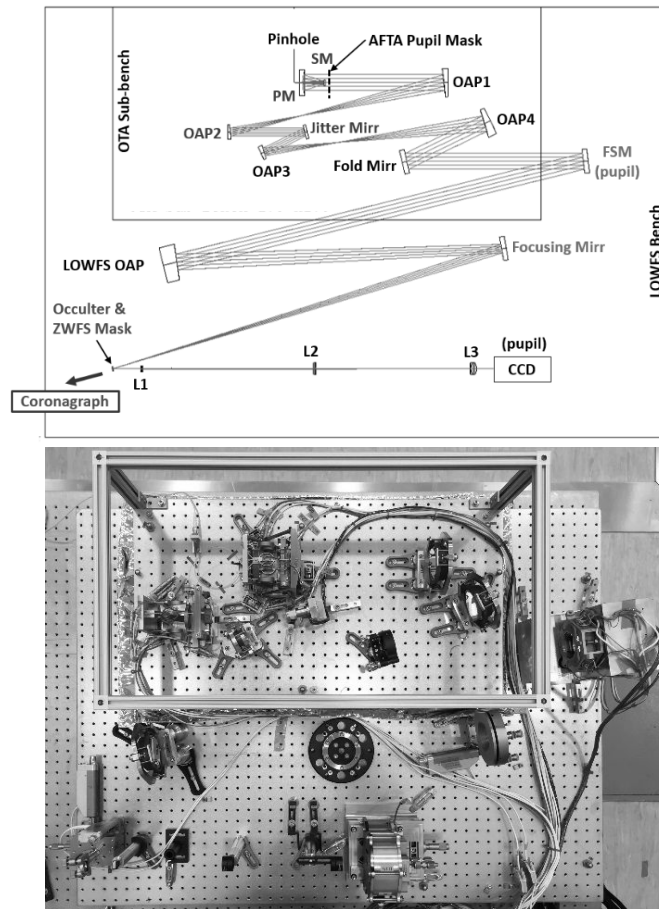 Pinhole
SM
AFTA Pupil Mask
PM
OAP1
OTA Sub-bench
OAP2
Jitter Mirr
OAP4
OAP3
Fold Mirr
FSM
(pupil)
LOWFS OAP
Focusing Mirr
LOWFS Bench
Occulter &
ZWFS Mask
L1
L2
L3
(pupil)
CCD
Coronagraph